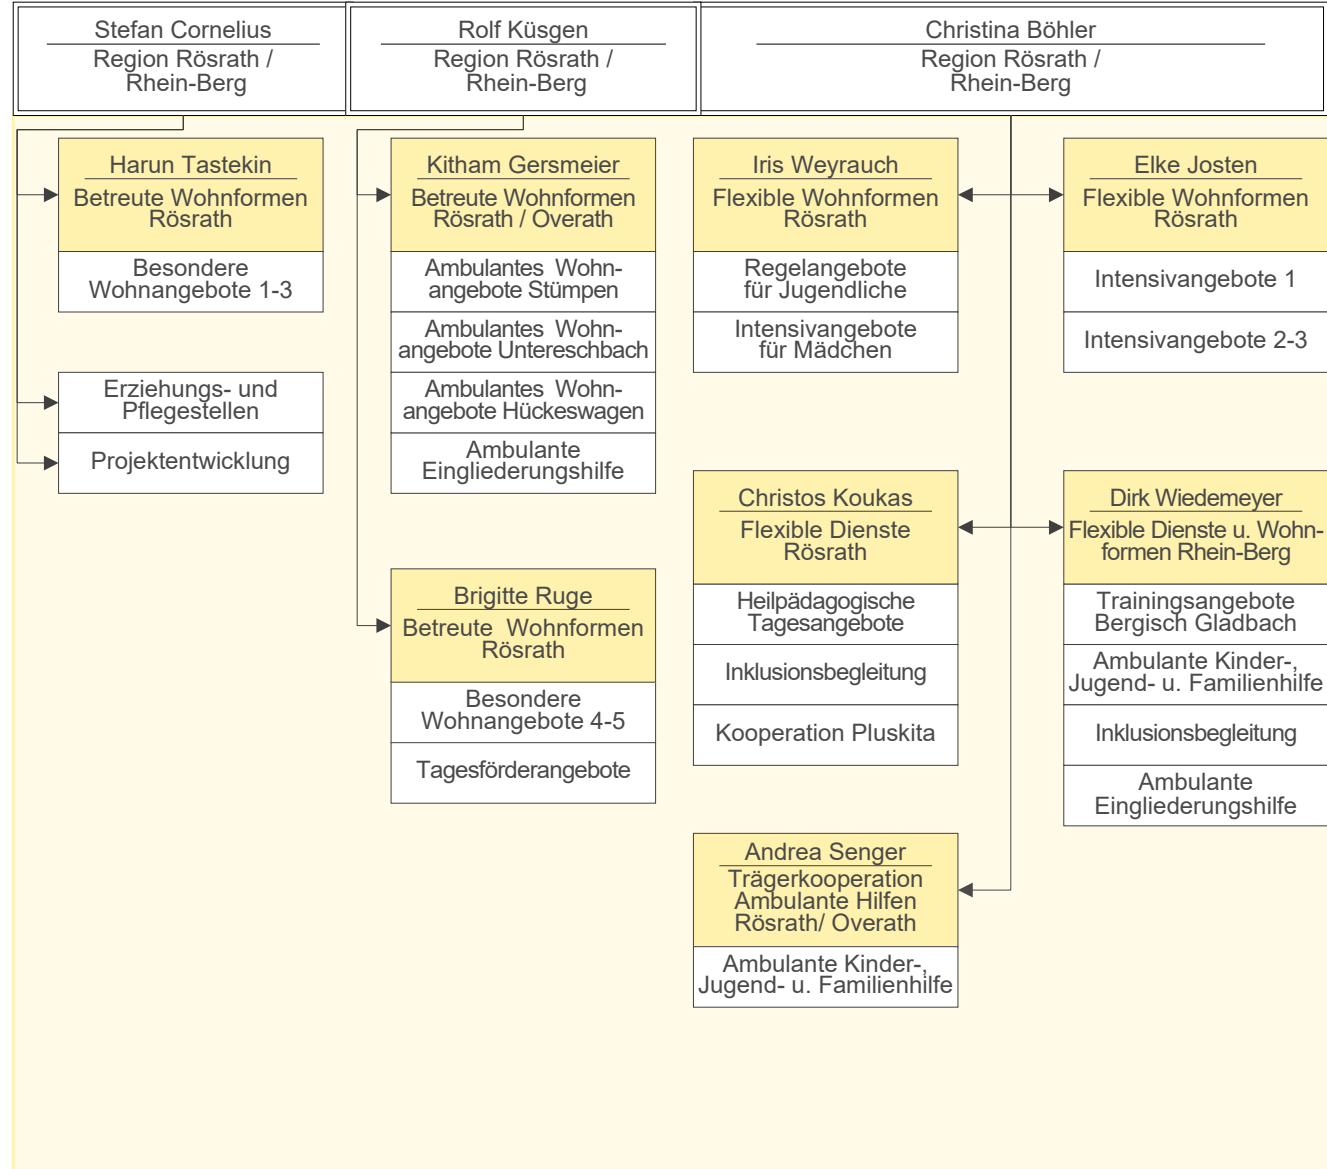 Stefan Cornelius
Region Rösrath /
Rhein-Berg
Rolf Küsgen
Region Rösrath /
Rhein-Berg
Christina Böhler
Region Rösrath /
Rhein-Berg
Harun Tastekin
Betreute Wohnformen
Rösrath
Besondere
Wohnangebote 1-3
Erziehungs- und
Pflegestellen
Projektentwicklung
Kitham Gersmeier
Betreute Wohnformen
Rösrath / Overath
Ambulantes Wohn-
angebote Stümpen
Ambulantes Wohn-
angebote Untereschbach
Ambulantes Wohn-
angebote Hückeswagen
Ambulante
Eingliederungshilfe
Brigitte Ruge
Betreute Wohnformen
Rösrath
Besondere
Wohnangebote 4-5
Tagesförderangebote
Iris Weyrauch
Flexible Wohnformen
Rösrath
Regelangebote
für Jugendliche
Intensivangebote
für Mädchen
Elke Josten
Flexible Wohnformen
Rösrath
Intensivangebote 1
Intensivangebote 2-3
Christos Koukas
Flexible Dienste
Rösrath
Heilpädagogische
Tagesangebote
Inklusionsbegleitung
Kooperation Pluskita
Dirk Wiedemeyer
Flexible Dienste u. Wohn-
formen Rhein-Berg
Trainingsangebote
Bergisch Gladbach
Ambulante Kinder-,
Jugend- u. Familienhilfe
Inklusionsbegleitung
Ambulante
Eingliederungshilfe
Andrea Senger
Trägerkooperation
Ambulante Hilfen
Rösrath/ Overath
Ambulante Kinder-,
Jugend- u. Familienhilfe